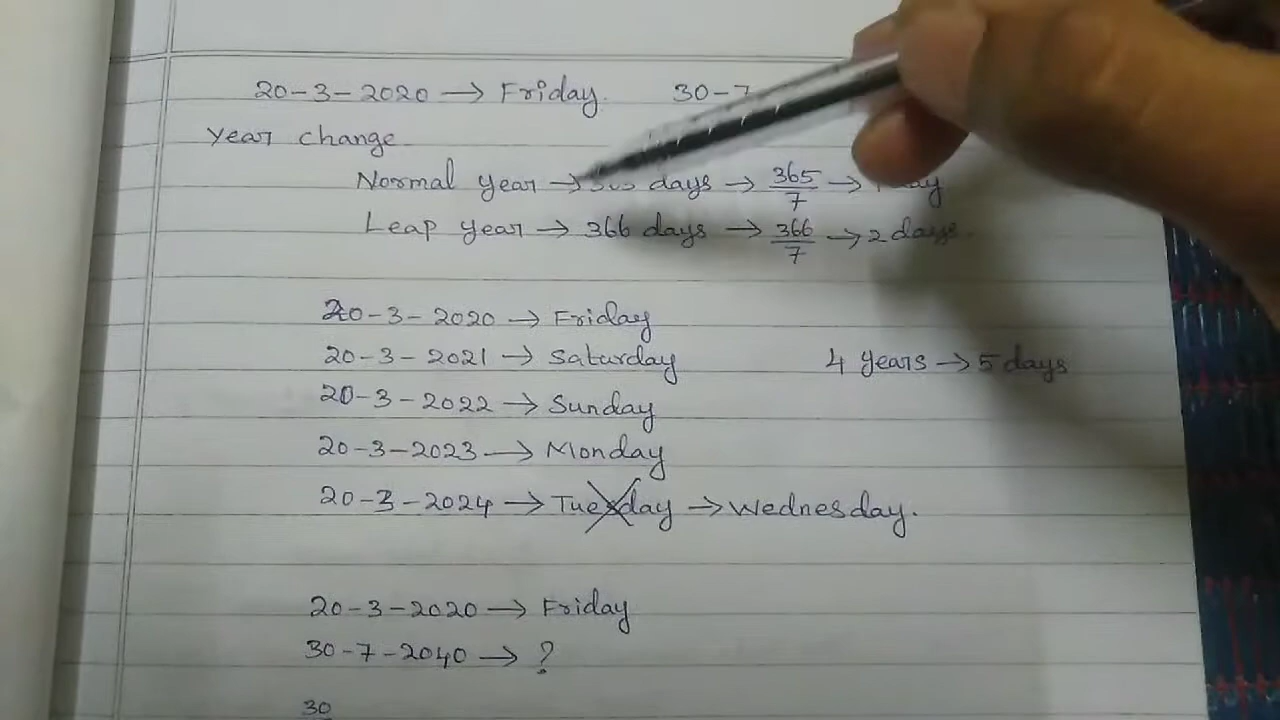 20-3-2020 → Friday. 30-7
Year change
Normal year → days → 365/7 → day
Leap year → 366 days → 366/7 → 2 days.
20-3-2020 → Friday
20-3-2021 → Saturday 4 years → 5 days
20-3-2022 → Sunday
20-3-2023 → Monday
20-3-2024 → Tuesday → Wednesday.
20-3-2020 → Friday
30-7-2040 → ?
30